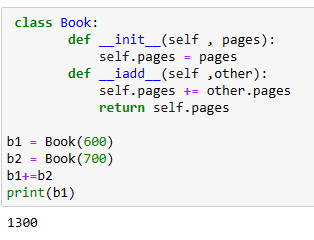 class Book:
        def __init__(self , pages):
            self.pages = pages
        def __iadd__(self ,other):
            self.pages += other.pages
            return self.pages

b1 = Book(600)
b2 = Book(700)
b1+=b2
print(b1)

1300